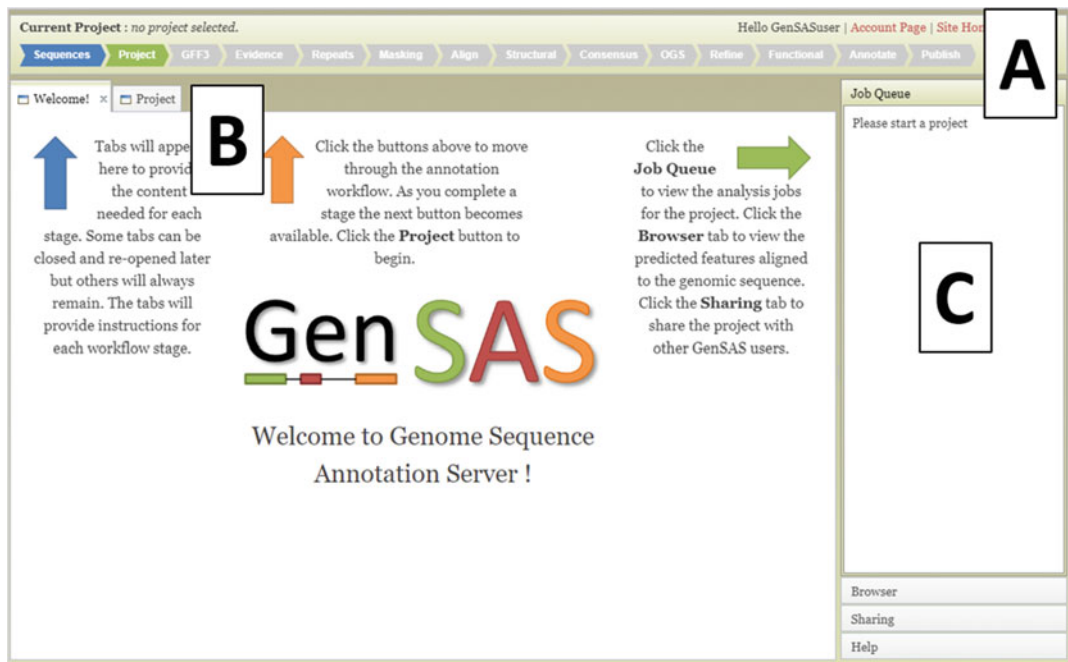 Current Project : no project selected.
Hello GenSASuser | Account Page | Site
A
Sequences Project GFF3 Evidence Repeats Masking Align Structural Consensus OGS Refine Functional Annotate Publish
Welcome! × Project
B
Tabs will
here to
the content
needed for each
stage. Some tabs can be
closed and re-opened later
but others will always
remain. The tabs will
provide instructions for
each workflow stage.
Click the buttons above to move
through the annotation
workflow. As you complete a
stage the next button becomes
available. Click the Project button to
begin.
Click the
Job Queue
to view the analysis jobs
for the project. Click the
Browser tab to view the
predicted features aligned
to the genomic sequence.
Click the Sharing tab to
share the project with
other GenSAS users.
GenSAS
Welcome to Genome Sequence
Annotation Server !
Job Queue
Please start a project
C
Browser
Sharing
Help